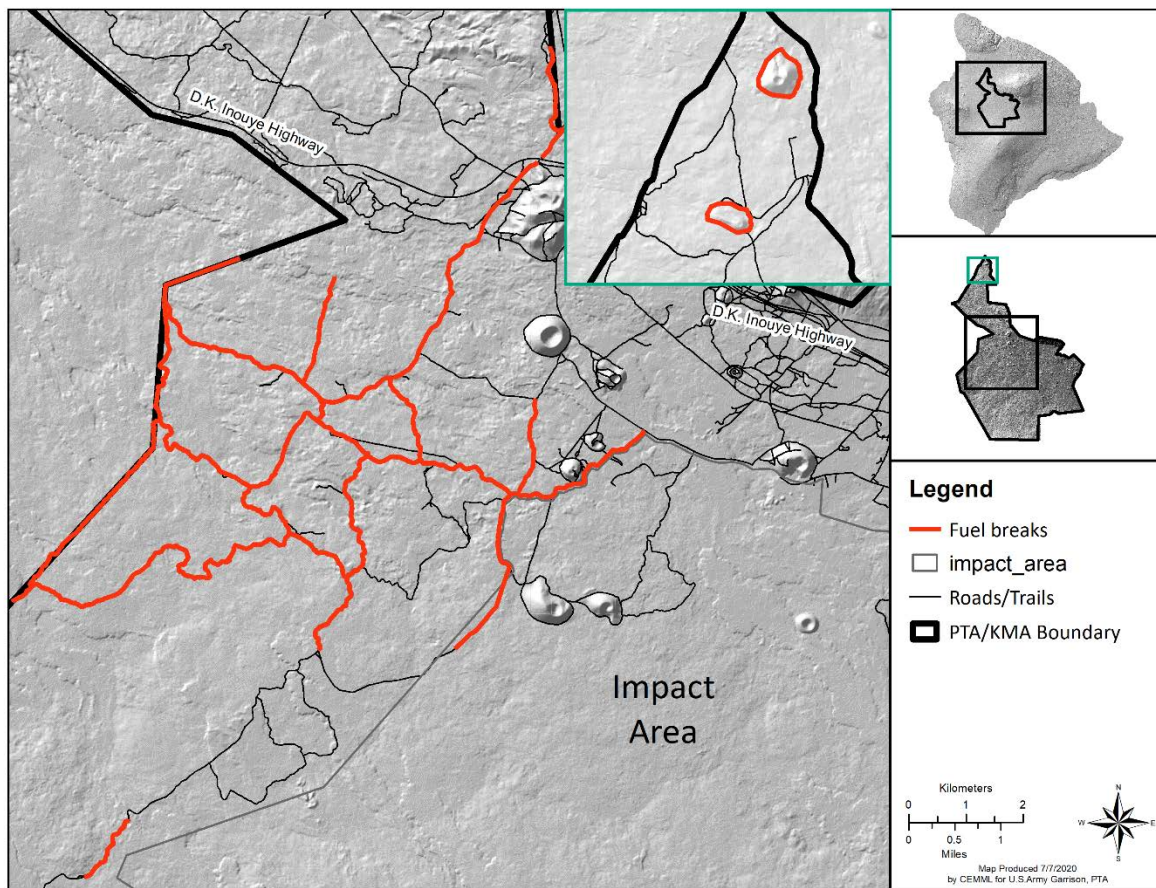 D.K. Inouye Highway
D.K. Inouye Highway
Impact
Area
Legend
Fuel breaks
impact_area
Roads/Trails
PTA/KMA Boundary
Kilometers
0 1 2
0 0.5 1
Miles
N
W E
S
Map Produced 7/7/2020
by CEMML for U.S.Army Garrison, PTA